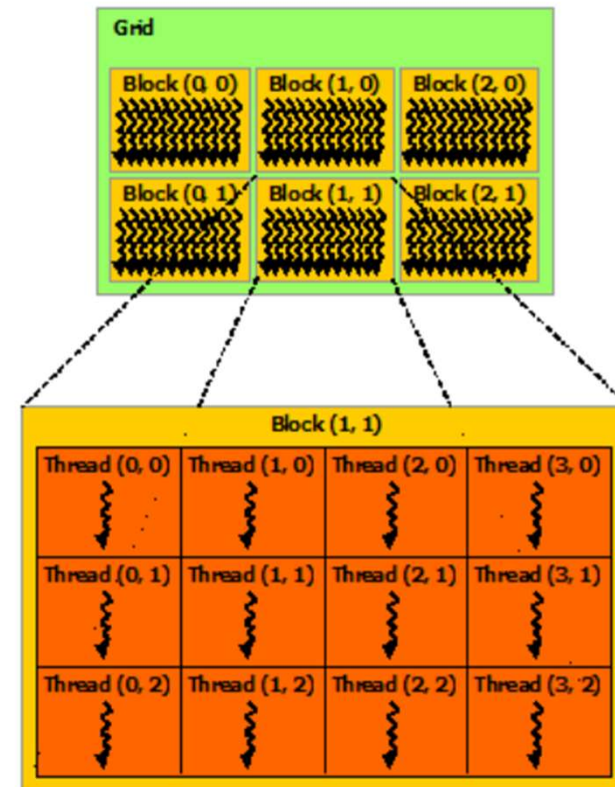 Grid
Block (0, 0) Block (1, 0) Block (2, 0)
Block (0, 1) Block (1, 1) Block (2, 1)
Block (1, 1)
Thread (0, 0) Thread (1, 0) Thread (2, 0) Thread (3, 0)
Thread (0, 1) Thread (1, 1) Thread (2, 1) Thread (3, 1)
Thread (0, 2) Thread (1, 2) Thread (2, 2) Thread (3, 2)